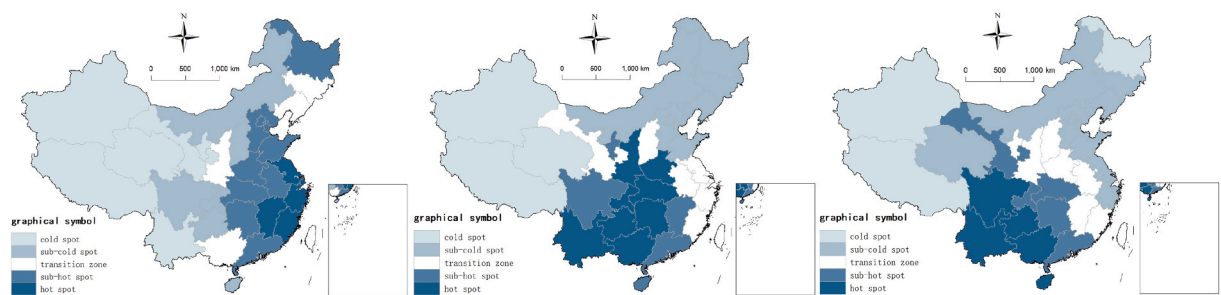 N
0 500 1,000 km
graphical symbol
cold spot
sub-cold spot
transition zone
sub-hot spot
hot spot
N
0 500 1,000 km
graphical symbol
cold spot
sub-cold spot
transition zone
sub-hot spot
hot spot
N
0 500 1,000 km
graphical symbol
cold spot
sub-cold spot
transition zone
sub-hot spot
hot spot